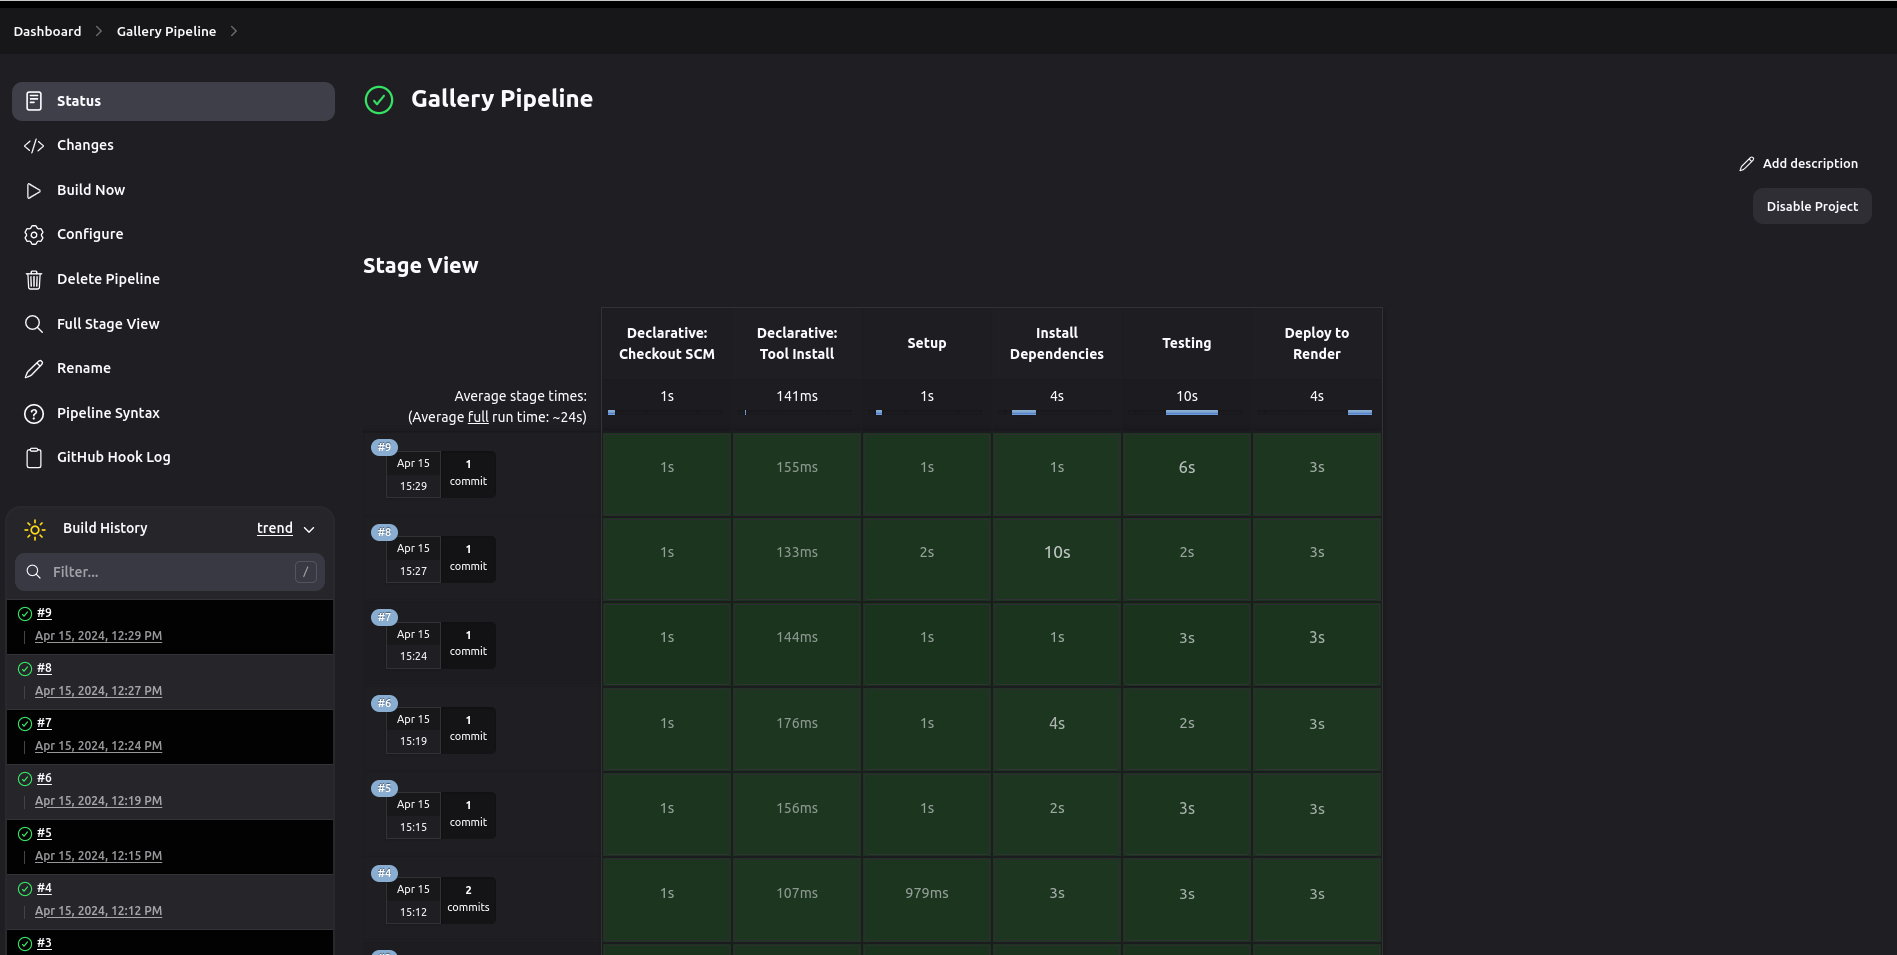 Dashboard
Gallery Pipeline
Status
Changes
Build Now
Configure
Delete Pipeline
Full Stage View
Rename
Pipeline Syntax
GitHub Hook Log
Build History
trend
Filter...
/
#9
Apr 15, 2024, 12:29 PM
#8
Apr 15, 2024, 12:27 PM
#7
Apr 15, 2024, 12:24 PM
#6
Apr 15, 2024, 12:19 PM
#5
Apr 15, 2024, 12:15 PM
#4
Apr 15, 2024, 12:12 PM
#3
Gallery Pipeline
Add description
Disable Project
Stage View
Declarative:
Checkout SCM
Declarative:
Tool Install
Setup
Install
Dependencies
Testing
Deploy to
Render
Average stage times:
(Average full run time: ~24s)
1s
141ms
1s
4s
10s
4s
#9
Apr 15
15:29
1
commit
1s
155ms
1s
1s
6s
3s
#8
Apr 15
15:27
1
commit
1s
133ms
2s
10s
2s
3s
#7
Apr 15
15:24
1
commit
1s
144ms
1s
1s
3s
3s
#6
Apr 15
15:19
1
commit
1s
176ms
1s
4s
2s
3s
#5
Apr 15
15:15
1
commit
1s
156ms
1s
2s
3s
3s
#4
Apr 15
15:12
2
commits
1s
107ms
979ms
3s
3s
3s